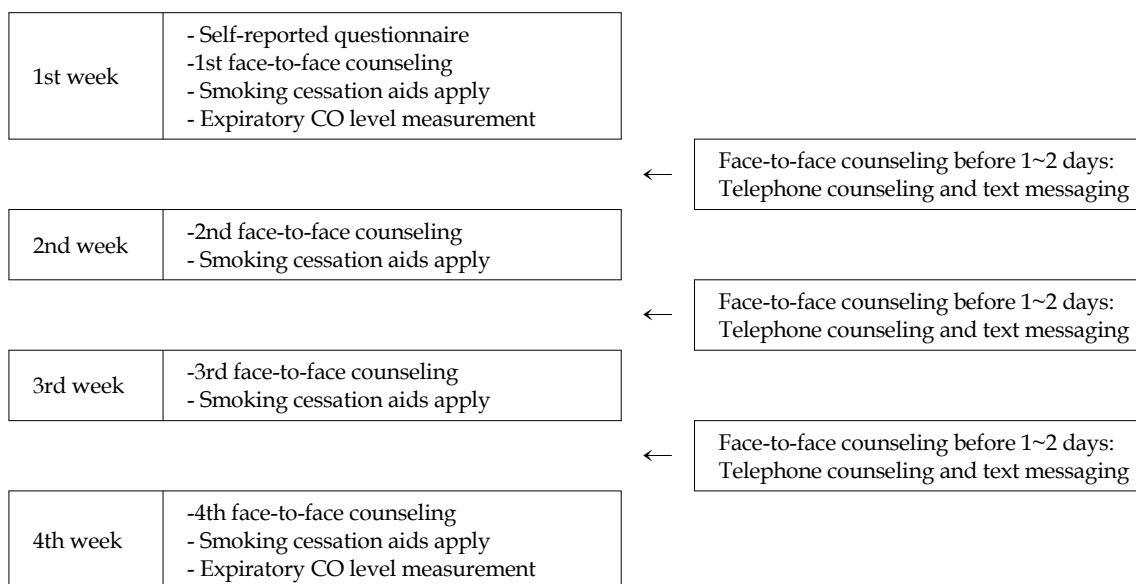 1st week
- Self-reported questionnaire
-1st face-to-face counseling
- Smoking cessation aids apply
- Expiratory CO level measurement
← Face-to-face counseling before 1~2 days:
Telephone counseling and text messaging
2nd week
-2nd face-to-face counseling
- Smoking cessation aids apply
← Face-to-face counseling before 1~2 days:
Telephone counseling and text messaging
3rd week
-3rd face-to-face counseling
- Smoking cessation aids apply
← Face-to-face counseling before 1~2 days:
Telephone counseling and text messaging
4th week
-4th face-to-face counseling
- Smoking cessation aids apply
- Expiratory CO level measurement